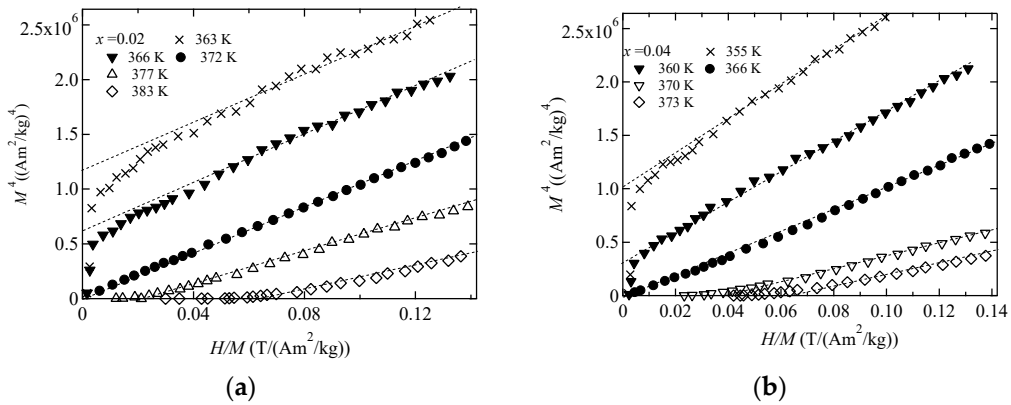 (a)
2.5x10^6
x=0.02
× 363 K
▼ 366 K ● 372 K
△ 377 K
◇ 383 K
2.0
1.5
1.0
0.5
0
M^4 ((Am^2/kg)^4)
0 0.04 0.08 0.12
H/M (T/(Am^2/kg))
(a)
(b)
2.5x10^6
x=0.04
× 355 K
▼ 360 K ● 366 K
▽ 370 K
◇ 373 K
2.0
1.5
1.0
0.5
0
M^4 ((Am^2/kg)^4)
0 0.02 0.04 0.06 0.08 0.10 0.12 0.14
H/M (T/(Am^2/kg))
(b)